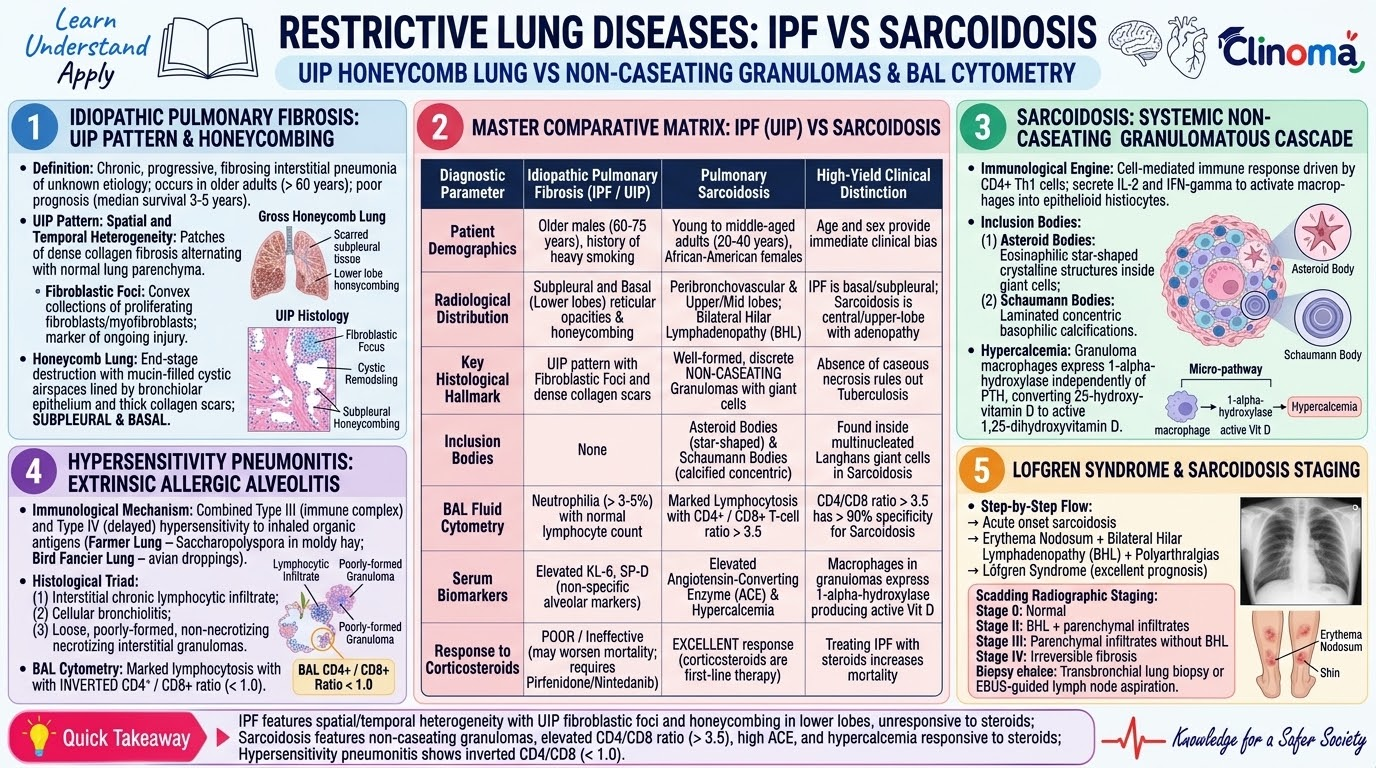 Learn
Understand
Apply
RESTRICTIVE LUNG DISEASES: IPF VS SARCOIDOSIS
UIP HONEYCOMB LUNG VS NON-CASEATING GRANULOMAS & BAL CYTOMETRY
Clinoma
1
IDIOPATHIC PULMONARY FIBROSIS:
UIP PATTERN & HONEYCOMBING
• Definition: Chronic, progressive, fibrosing interstitial pneumonia
of unknown etiology; occurs in older adults (> 60 years); poor
prognosis (median survival 3-5 years).
• UIP Pattern: Spatial and
Temporal Heterogeneity: Patches
of dense collagen fibrosis alternating
with normal lung parenchyma.
• Fibroblastic Foci: Convex
collections of proliferating
fibroblasts/myofibroblasts;
marker of ongoing injury.
• Honeycomb Lung: End-stage
destruction with mucin-filled cystic
airspaces lined by bronchiolar
epithelium and thick collagen scars;
SUBPLEURAL & BASAL.
Gross Honeycomb Lung
Scarred
subpleural
tissoe
Lower lobe
honsycombing
UIP Histology
Fibroblastic
Focus
Cystic
Remodaling
Subpleural
Honeycombing
2
MASTER COMPARATIVE MATRIX: IPF (UIP) VS SARCOIDOSIS
Diagnostic
Parameter
Idiopathic Pulmonary
Fibrosis (IPF / UIP)
Pulmonary
Sarcoidosis
High-Yield Clinical
Distinction
Patient
Demographics
Older males (60-75
years), history of
heavy smoking
Young to middle-aged
adults (20-40 years),
African-American females
Age and sex provide
immediate clinical bias
Radiological
Distribution
Subpleural and Basal
(Lower lobes) reticular
opacities &
honeycombing
Peribronchovascular &
Upper/Mid lobes;
Bilateral Hilar
Lymphadenopathy (BHL)
IPF is basal/subpleural;
Sarcoidosis is
central/upper-lobe
with adenopathy
Key
Histological
Hallmark
UIP pattern with
Fibroblastic Foci and
dense collagen scars
Well-formed, discrete
NON-CASEATING
Granulomas with giant
cells
Absence of caseous
necrosis rules out
Tuberculosis
Inclusion
Bodies
None
Asteroid Bodies
(star-shaped) &
Schaumann Bodies
(calcified concentric)
Found inside
multinucleated
Langhans giant cells
in Sarcoidosis
BAL Fluid
Cytometry
Neutrophilia (> 3-5%)
with normal
lymphocyte count
Marked Lymphocytosis
with CD4+ / CD8+ T-cell
ratio > 3.5
CD4/CD8 ratio > 3.5
has > 90% specificity
for Sarcoidosis
Serum
Biomarkers
Elevated KL-6, SP-D
(non-specific
alveolar markers)
Elevated
Angiotensin-Converting
Enzyme (ACE) &
Hypercalcemia
Macrophages in
granulomas express
1-alpha-hydroxylase
producing active Vit D
Response to
Corticosteroids
POOR / Ineffective
(may worsen mortality;
requires
Pirfenidone/Nintedanib)
EXCELLENT response
(corticosteroids are
first-line therapy)
Treating IPF with
steroids increases
mortality
3
SARCOIDOSIS: SYSTEMIC NON-
CASEATING GRANULOMATOUS CASCADE
• Immunological Engine: Cell-mediated immune response driven by
CD4+ Th1 cells; secrete IL-2 and IFN-gamma to activate macrop-
hages into epithelioid histocytes.
• Inclusion Bodies:
(1) Asteroid Bodies:
Eosinophilic star-shaped
crystalline structures inside
giant cells;
(2) Schaumann Bodies:
Laminated concentric
basophilic calcifications.
• Hypercalcemia: Granuloma
macrophages express 1-alpha-
hydroxylase independently of
PTH, converting 25-hydroxy-
vitamin D to active
1,25-dihydroxyvitamin D.
Asteroid Body
Schaumann Body
Micro-pathway
macrophage
1-alpha-
hydroxylase
active Vit D
Hypercalcemia
4
HYPERSENSITIVITY PNEUMONITIS:
EXTRINSIC ALLERGIC ALVEOLITIS
• Immunological Mechanism: Combined Type III (immune complex)
and Type IV (delayed) hypersensitivity to inhaled organic
antigens (Farmer Lung – Saccharopolyspora in moldy hay;
Bird Fancier Lung – avian droppings).
• Histological Triad:
(1) Interstitial chronic lymphocytic infiltrate;
(2) Cellular bronchiolitis;
(3) Loose, poorly-formed, non-necrotizing
necrotizing interstitial granulomas.
• BAL Cytometry: Marked lymphocytosis with
with INVERTED CD4⁺ / CD8+ ratio (< 1.0).
Lymphocytic
Infiltrate
Poorly-formed
Granuloma
Poorly-formed
Granuloma
BAL CD4+ / CD8+
Ratio < 1.0
5
LOFGREN SYNDROME & SARCOIDOSIS STAGING
• Step-by-Step Flow:
→ Acute onset sarcoidosis
→ Erythema Nodosum + Bilateral Hilar
Lymphadenopathy (BHL) + Polyarthralgias
→ Löfgren Syndrome (excellent prognosis)
Scadding Radiographic Staging:
Stage 0: Normal
Stage II: BHL + parenchymal infiltrates
Stage III: Parenchymal infiltrates without BHL
Stage IV: Irreversible fibrosis
Biepsy ehalee: Transbronchial lung biopsy or
EBUS-guided lymph node aspiration.
Erythema
Nodosum
Shin
Quick Takeaway
IPF features spatial/temporal heterogeneity with UIP fibroblastic foci and honeycombing in lower lobes, unresponsive to steroids;
Sarcoidosis features non-caseating granulomas, elevated CD4/CD8 ratio (> 3.5), high ACE, and hypercalcemia responsive to steroids;
Hypersensitivity pneumonitis shows inverted CD4/CD8 (< 1.0).
Knowledge for a Safer Society